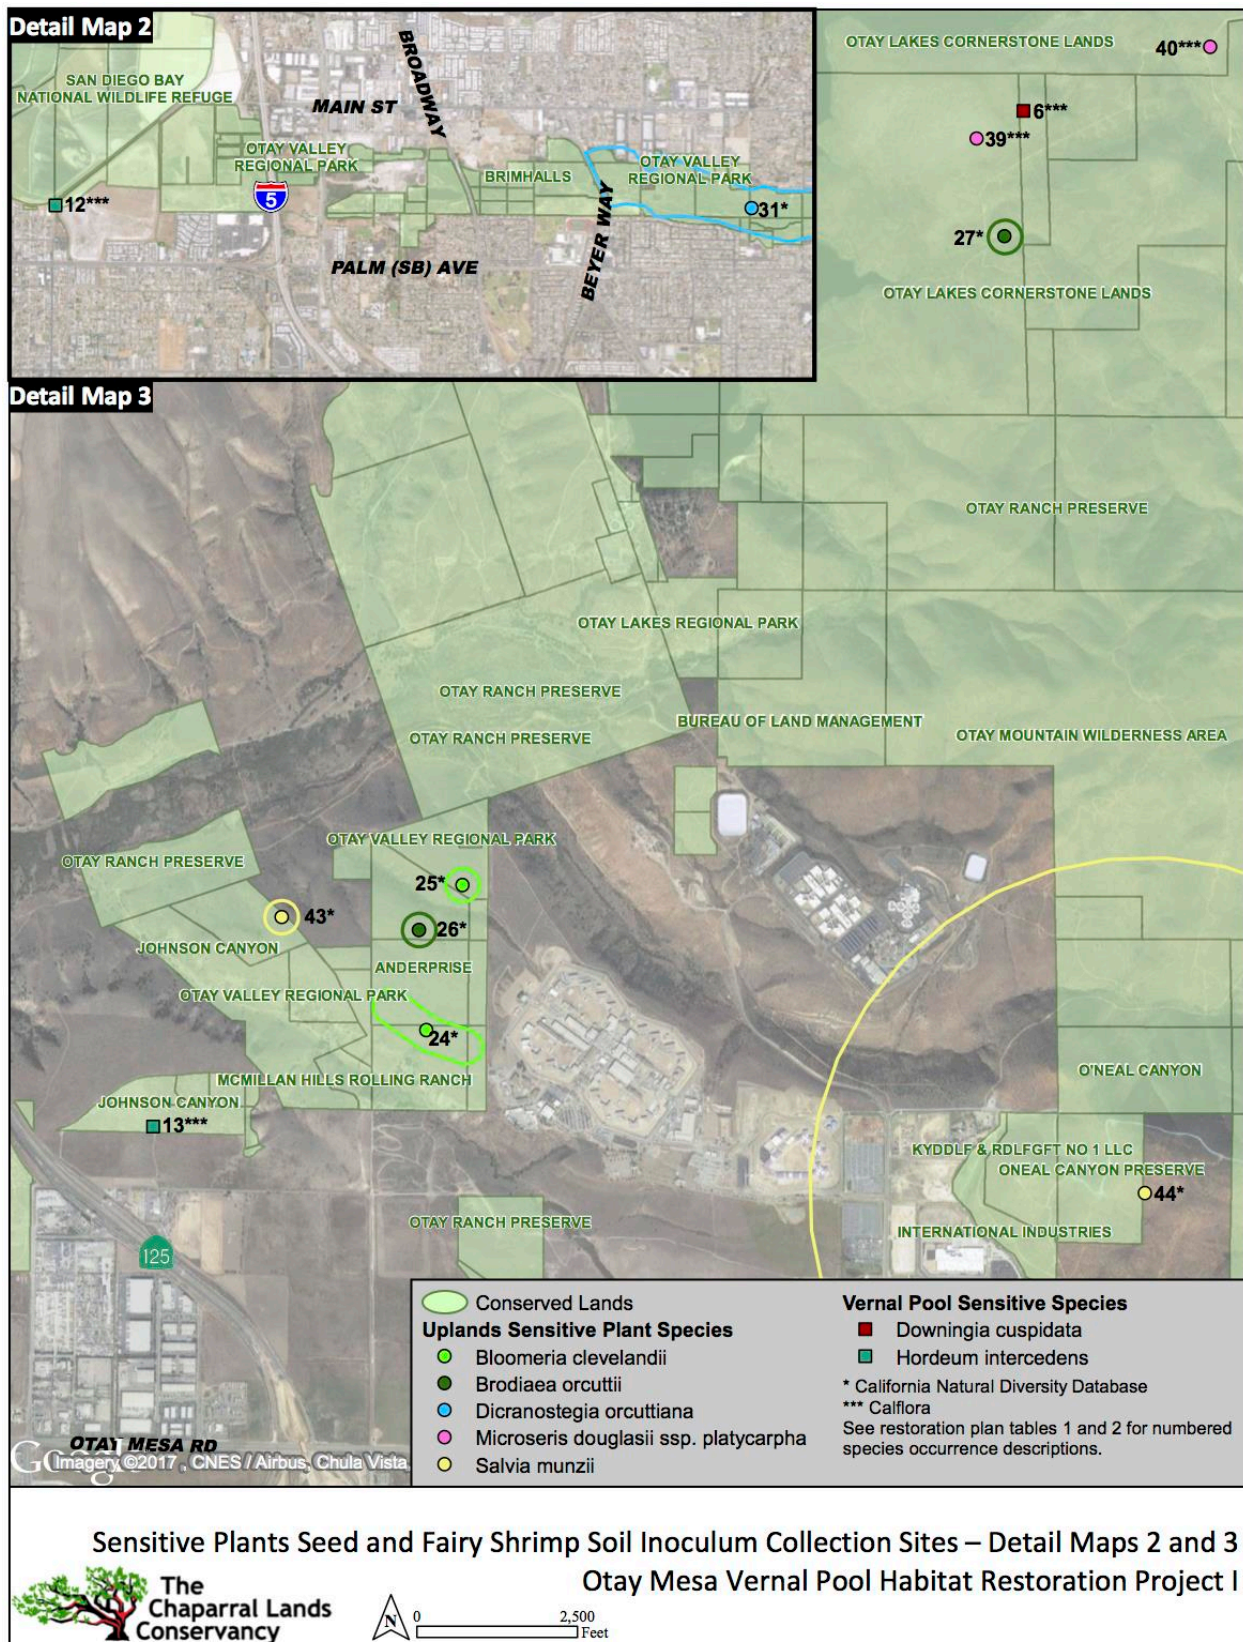 Detail Map 2
SAN DIEGO BAY
NATIONAL WILDLIFE REFUGE
BROADWAY
MAIN ST
OTAY VALLEY
REGIONAL PARK
5
BRIMHALLS
OTAY VALLEY
REGIONAL PARK
12***
31*
PALM (SB) AVE
BEYER WAY
OTAY LAKES CORNERSTONE LANDS
40***
6***
39***
27*
OTAY LAKES CORNERSTONE LANDS
Detail Map 3
OTAY RANCH PRESERVE
OTAY LAKES REGIONAL PARK
OTAY RANCH PRESERVE
BUREAU OF LAND MANAGEMENT
OTAY RANCH PRESERVE
OTAY MOUNTAIN WILDERNESS AREA
OTAY VALLEY REGIONAL PARK
OTAY RANCH PRESERVE
25*
43*
26*
JOHNSON CANYON
ANDERPRISE
OTAY VALLEY REGIONAL PARK
24*
MCMILLAN HILLS ROLLING RANCH
O'NEAL CANYON
JOHNSON CANYON
13***
KYDDLF & RDLFGFT NO 1 LLC
ONEAL CANYON PRESERVE
44*
OTAY RANCH PRESERVE
INTERNATIONAL INDUSTRIES
125
Conserved Lands
Uplands Sensitive Plant Species
Bloomeria clevelandii
Brodiaea orcuttii
Dicranostegia orcuttiana
Microseris douglasii ssp. platycarpha
Salvia munzii
Vernal Pool Sensitive Species
Downingia cuspidata
Hordeum intercedens
* California Natural Diversity Database
*** Calflora
See restoration plan tables 1 and 2 for numbered
species occurrence descriptions.
OTAY MESA RD
Google
Imagery ©2017 , CNES / Airbus, Chula Vista
Sensitive Plants Seed and Fairy Shrimp Soil Inoculum Collection Sites – Detail Maps 2 and 3
Otay Mesa Vernal Pool Habitat Restoration Project I
The
Chaparral Lands
Conservancy
N
0 2,500
Feet